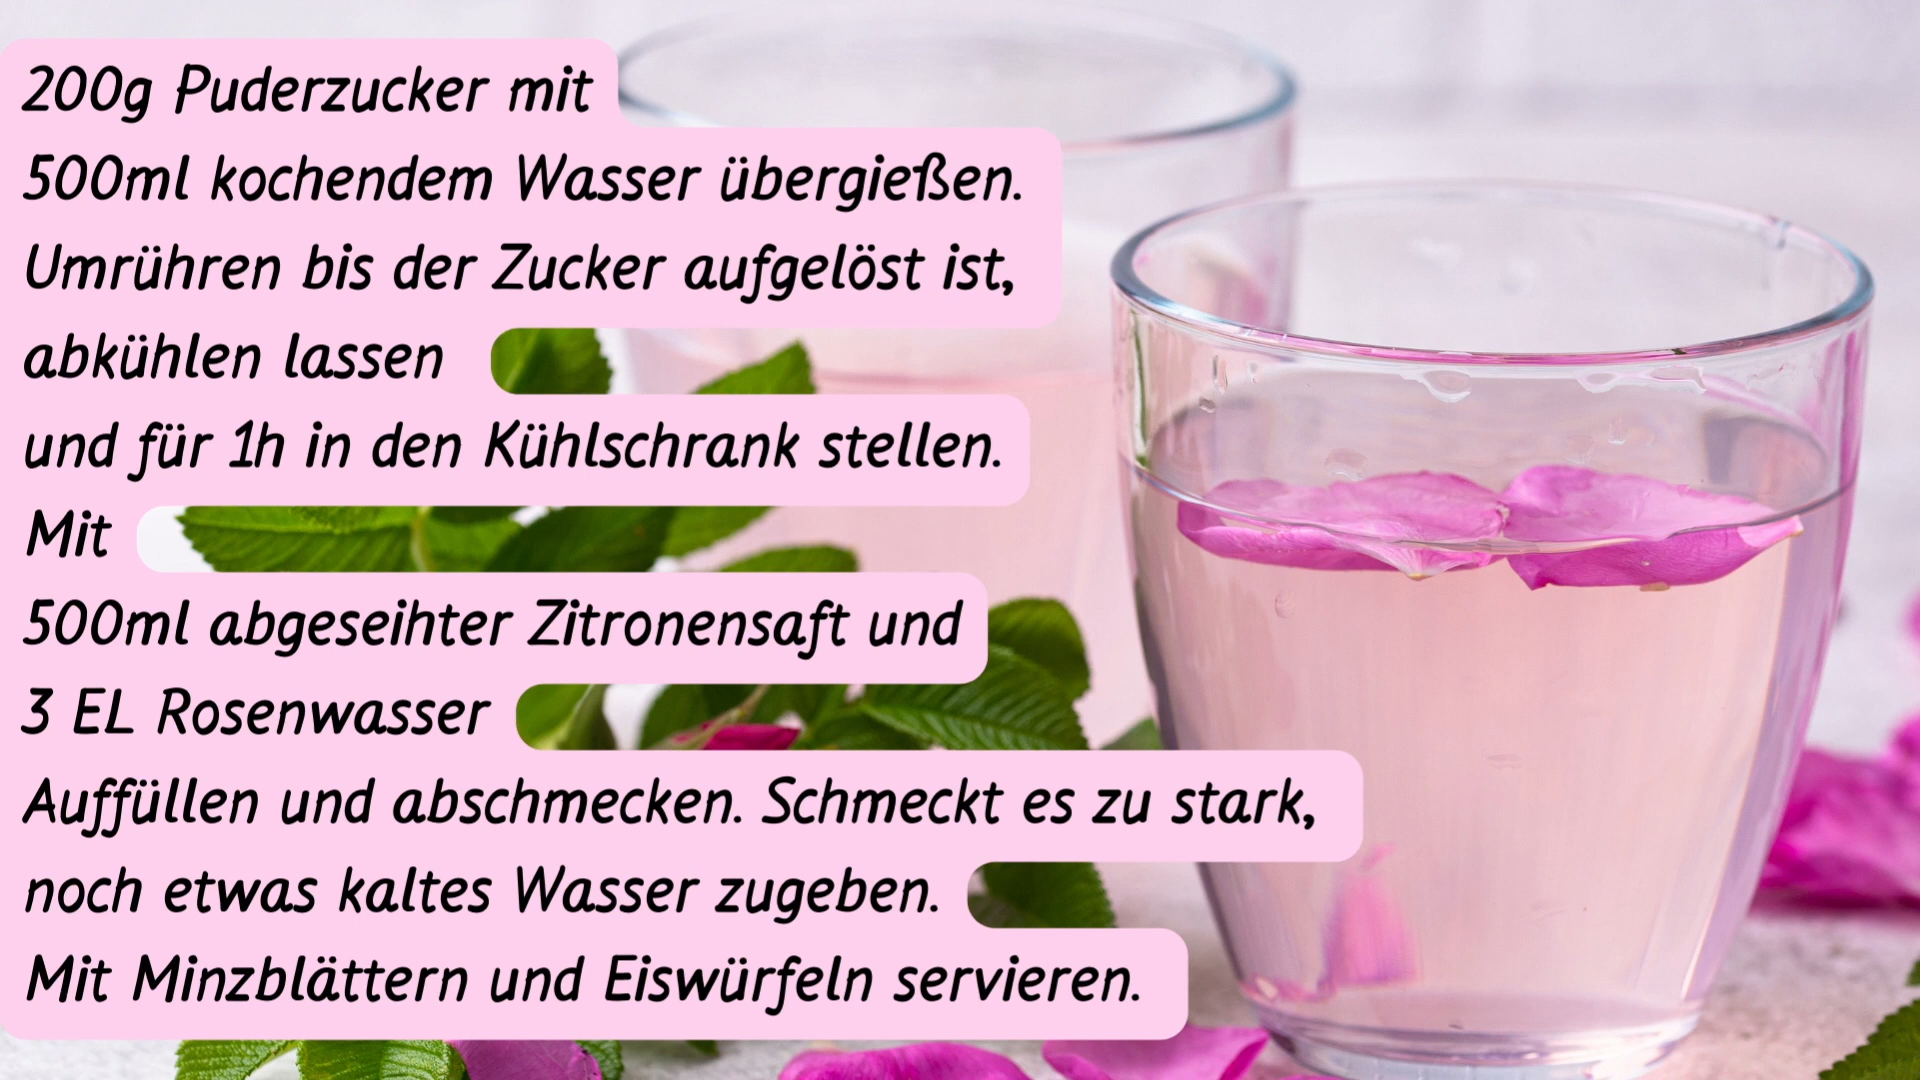 200g Puderzucker mit
500ml kochendem Wasser übergießen.
Umrühren bis der Zucker aufgelöst ist,
abkühlen lassen
und für 1h in den Kühlschrank stellen.
Mit
500ml abgeseihter Zitronensaft und
3 EL Rosenwasser
Auffüllen und abschmecken. Schmeckt es zu stark,
noch etwas kaltes Wasser zugeben.
Mit Minzblättern und Eiswürfeln servieren.